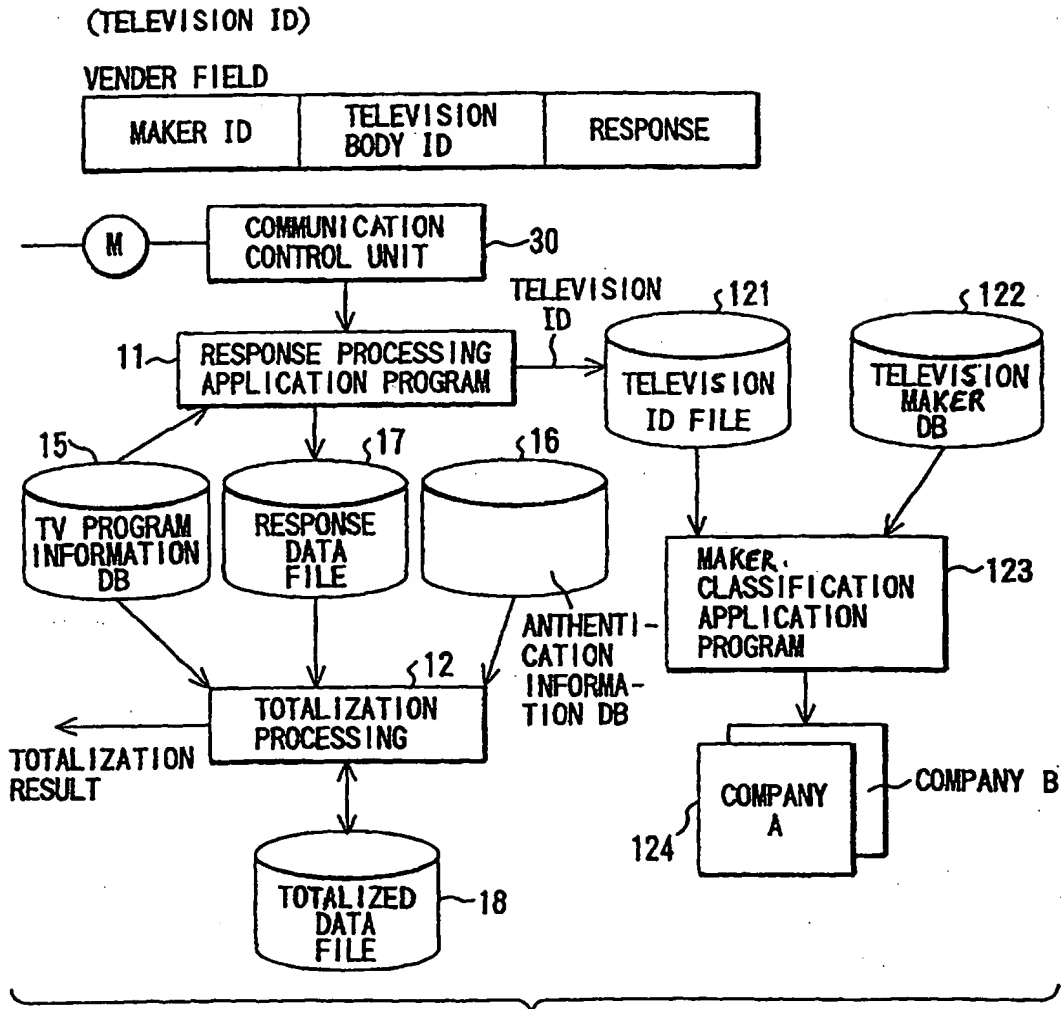 (TELEVISION ID)
VENDER FIELD
MAKER ID
TELEVISION
BODY ID
RESPONSE
M
COMMUNICATION
CONTROL UNIT
30
TELEVISION
ID
11
RESPONSE PROCESSING
APPLICATION PROGRAM
121
TELEVISION
ID FILE
122
TELEVISION
MAKER
DB
15
TV PROGRAM
INFORMATION
DB
17
RESPONSE
DATA
FILE
16
ANTHENTI-
CATION
INFORMA-
TION DB
MAKER.
CLASSIFICATION
APPLICATION
PROGRAM
123
12
TOTALIZATION
PROCESSING
TOTALIZATION
RESULT
COMPANY
A
COMPANY B
124
TOTALIZED
DATA
FILE
18